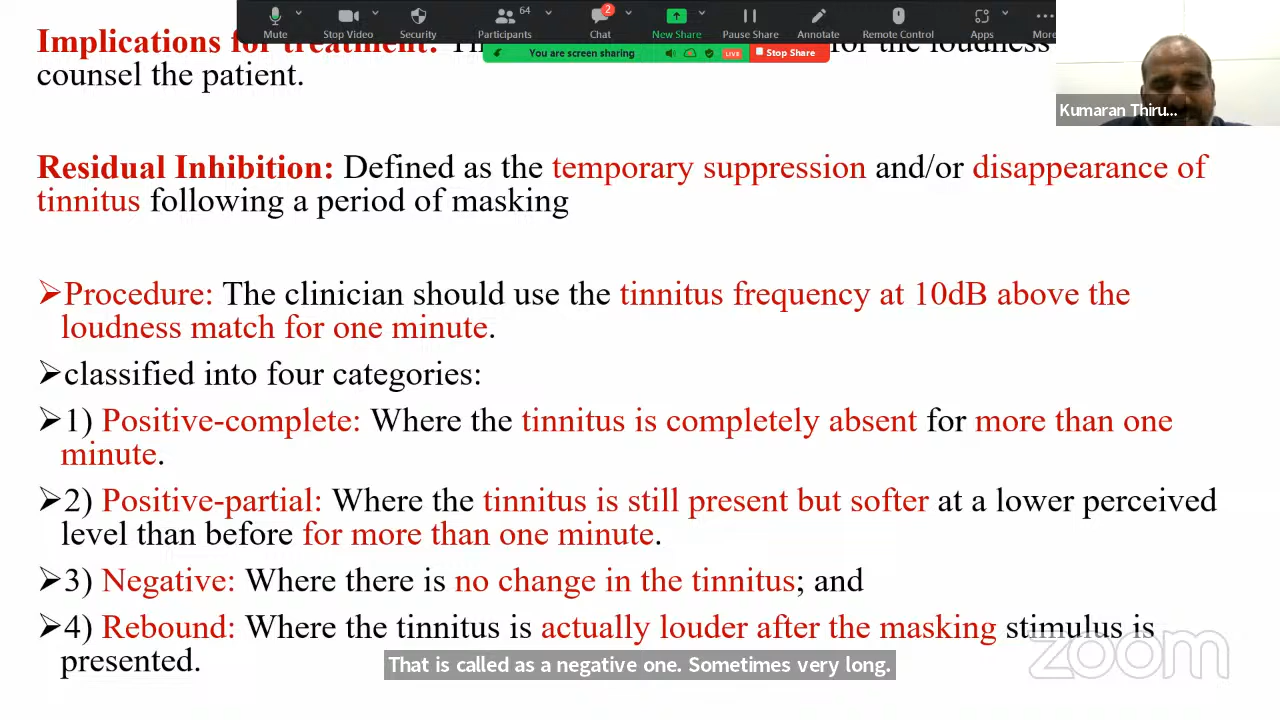 64
2
Mute Stop Video Security Participants Chat New Share Pause Share Annotate Remote Control Apps More
You are screen sharing LIVE Stop Share
Implications for treatment: for the loudness
counsel the patient.
Kumaran Thiru...
Residual Inhibition: Defined as the temporary suppression and/or disappearance of
tinnitus following a period of masking
➢Procedure: The clinician should use the tinnitus frequency at 10dB above the
loudness match for one minute.
➢classified into four categories:
➢1) Positive-complete: Where the tinnitus is completely absent for more than one
minute.
➢2) Positive-partial: Where the tinnitus is still present but softer at a lower perceived
level than before for more than one minute.
➢3) Negative: Where there is no change in the tinnitus; and
➢4) Rebound: Where the tinnitus is actually louder after the masking stimulus is
presented.
zoom
That is called as a negative one. Sometimes very long.